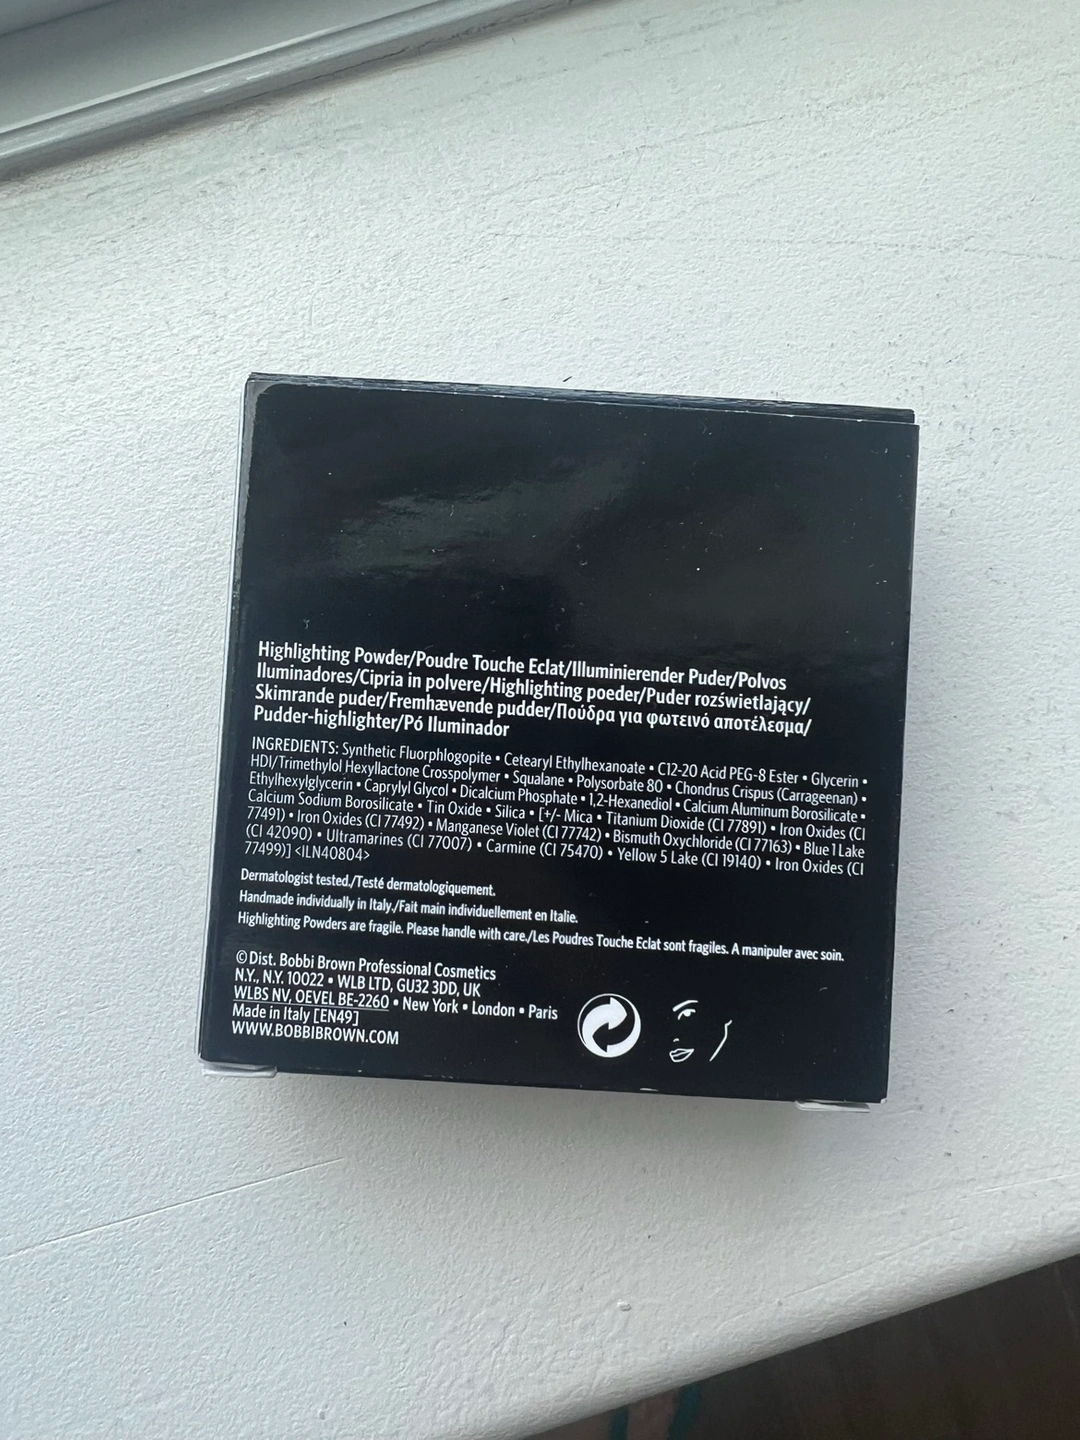 Highlighting Powder/Poudre Touche Eclat/Illuminierender Puder/Polvos
Iluminadores/Cipria in polvere/Highlighting poeder/Puder rozświetlający/
Skimrande puder/Fremhævende pudder/Πούδρα για φωτεινό αποτέλεσμα/
Pudder-highlighter/Pó Iluminador
INGREDIENTS: Synthetic Fluorphlogopite • Cetearyl Ethylhexanoate • C12-20 Acid PEG-8 Ester • Glycerin •
HDI/Trimethylol Hexyllactone Crosspolymer • Squalane • Polysorbate 80 • Chondrus Crispus (Carrageenan) •
Ethylhexylglycerin • Caprylyl Glycol • Dicalcium Phosphate • 1,2-Hexanediol • Calcium Aluminum Borosilicate •
Calcium Sodium Borosilicate • Tin Oxide • Silica • [+/- Mica • Titanium Dioxide (CI 77891) • Iron Oxides (CI
77491) • Iron Oxides (CI 77492) • Manganese Violet (CI 77742) • Bismuth Oxychloride (CI 77163) • Blue 1 Lake
(CI 42090) • Ultramarines (CI 77007) • Carmine (CI 75470) • Yellow 5 Lake (CI 19140) • Iron Oxides (CI
77499)] <ILN40804>
Dermatologist tested./Testé dermatologiquement.
Handmade individually in Italy./Fait main individuellement en Italie.
Highlighting Powders are fragile. Please handle with care./Les Poudres Touche Eclat sont fragiles. A manipuler avec soin.
© Dist. Bobbi Brown Professional Cosmetics
N.Y., N.Y. 10022 • WLB LTD, GU32 3DD, UK
WLBS NV, OEVEL BE-2260 • New York • London • Paris
Made in Italy [EN49]
WWW.BOBBIBROWN.COM